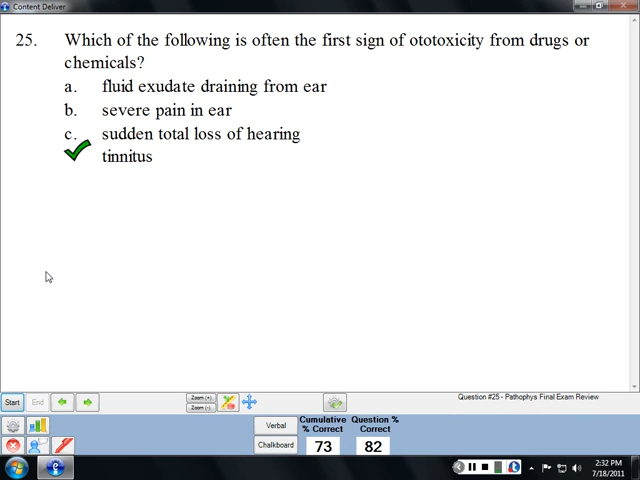 Content Deliver
25. Which of the following is often the first sign of ototoxicity from drugs or
chemicals?
a. fluid exudate draining from ear
b. severe pain in ear
c. sudden total loss of hearing
tinnitus
Start End Zoom (+) Zoom (-) Question #25 - Pathophys Final Exam Review
Verbal Cumulative % Correct Question % Correct
Chalkboard 73 82
2:32 PM
7/18/2011